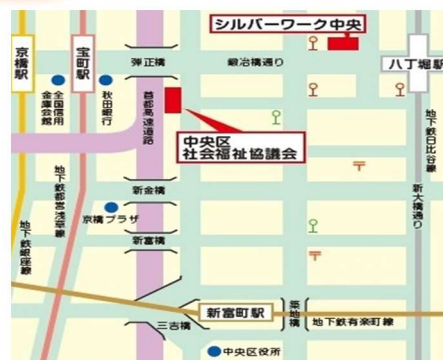 シルバーワーク中央
京橋駅
宝町駅
弾正橋
鍛冶橋通り
八丁堀駅
全国信用
金庫会館
秋田銀行
首都高速道路
中央区
社会福祉協議会
地下鉄日比谷線
地下鉄都営浅草線
新金橋
新大橋通り
京橋プラザ
新富橋
地下鉄銀座線
新富町駅
築地橋
地下鉄有楽町線
三吉橋
中央区役所